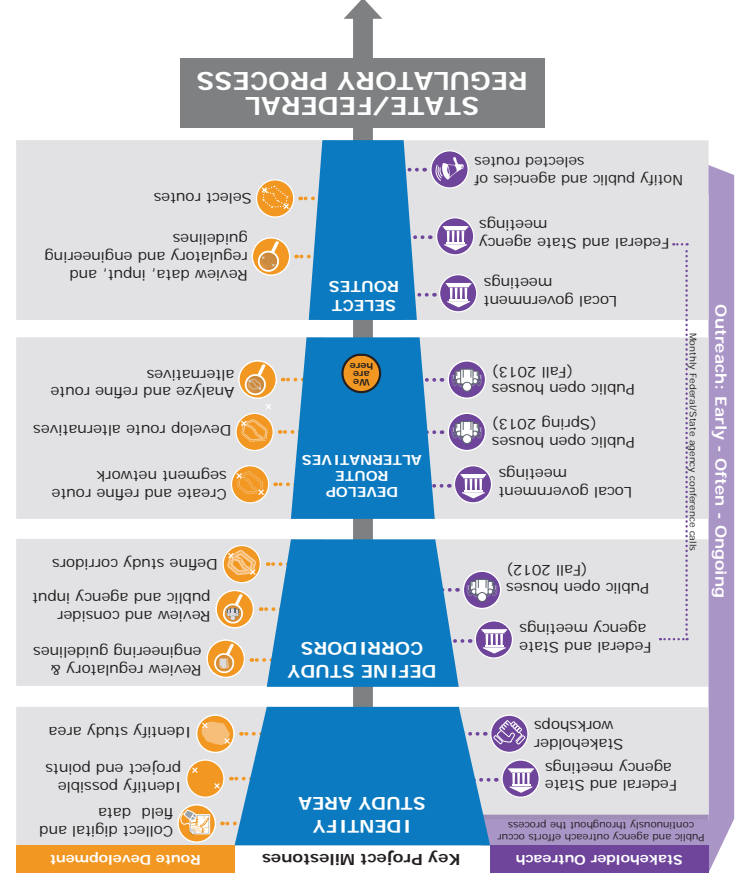 Stakeholder Outreach
Key Project Milestones
Route Development
Public and agency outreach efforts occur
continuously throughout the process
Outreach: Early - Often - Ongoing
IDENTIFY
STUDY AREA
Federal and State
agency meetings
Stakeholder
workshops
Collect digital and
field data
Identify possible
project end points
Identify study area
DEFINE STUDY
CORRIDORS
Federal and State
agency meetings
Public open houses
(Fall 2012)
Review regulatory &
engineering guidelines
Review and consider
public and agency input
Define study corridors
Monthly Federal/State agency conference calls
DEVELOP
ROUTE
ALTERNATIVES
We
are
here
Local government
meetings
Public open houses
(Spring 2013)
Public open houses
(Fall 2013)
Create and refine route
segment network
Develop route alternatives
Analyze and refine route
alternatives
SELECT
ROUTES
Local government
meetings
Federal and State agency
meetings
Notify public and agencies of
selected routes
Review data, input, and
regulatory and engineering
guidelines
Select routes
STATE/FEDERAL
REGULATORY PROCESS